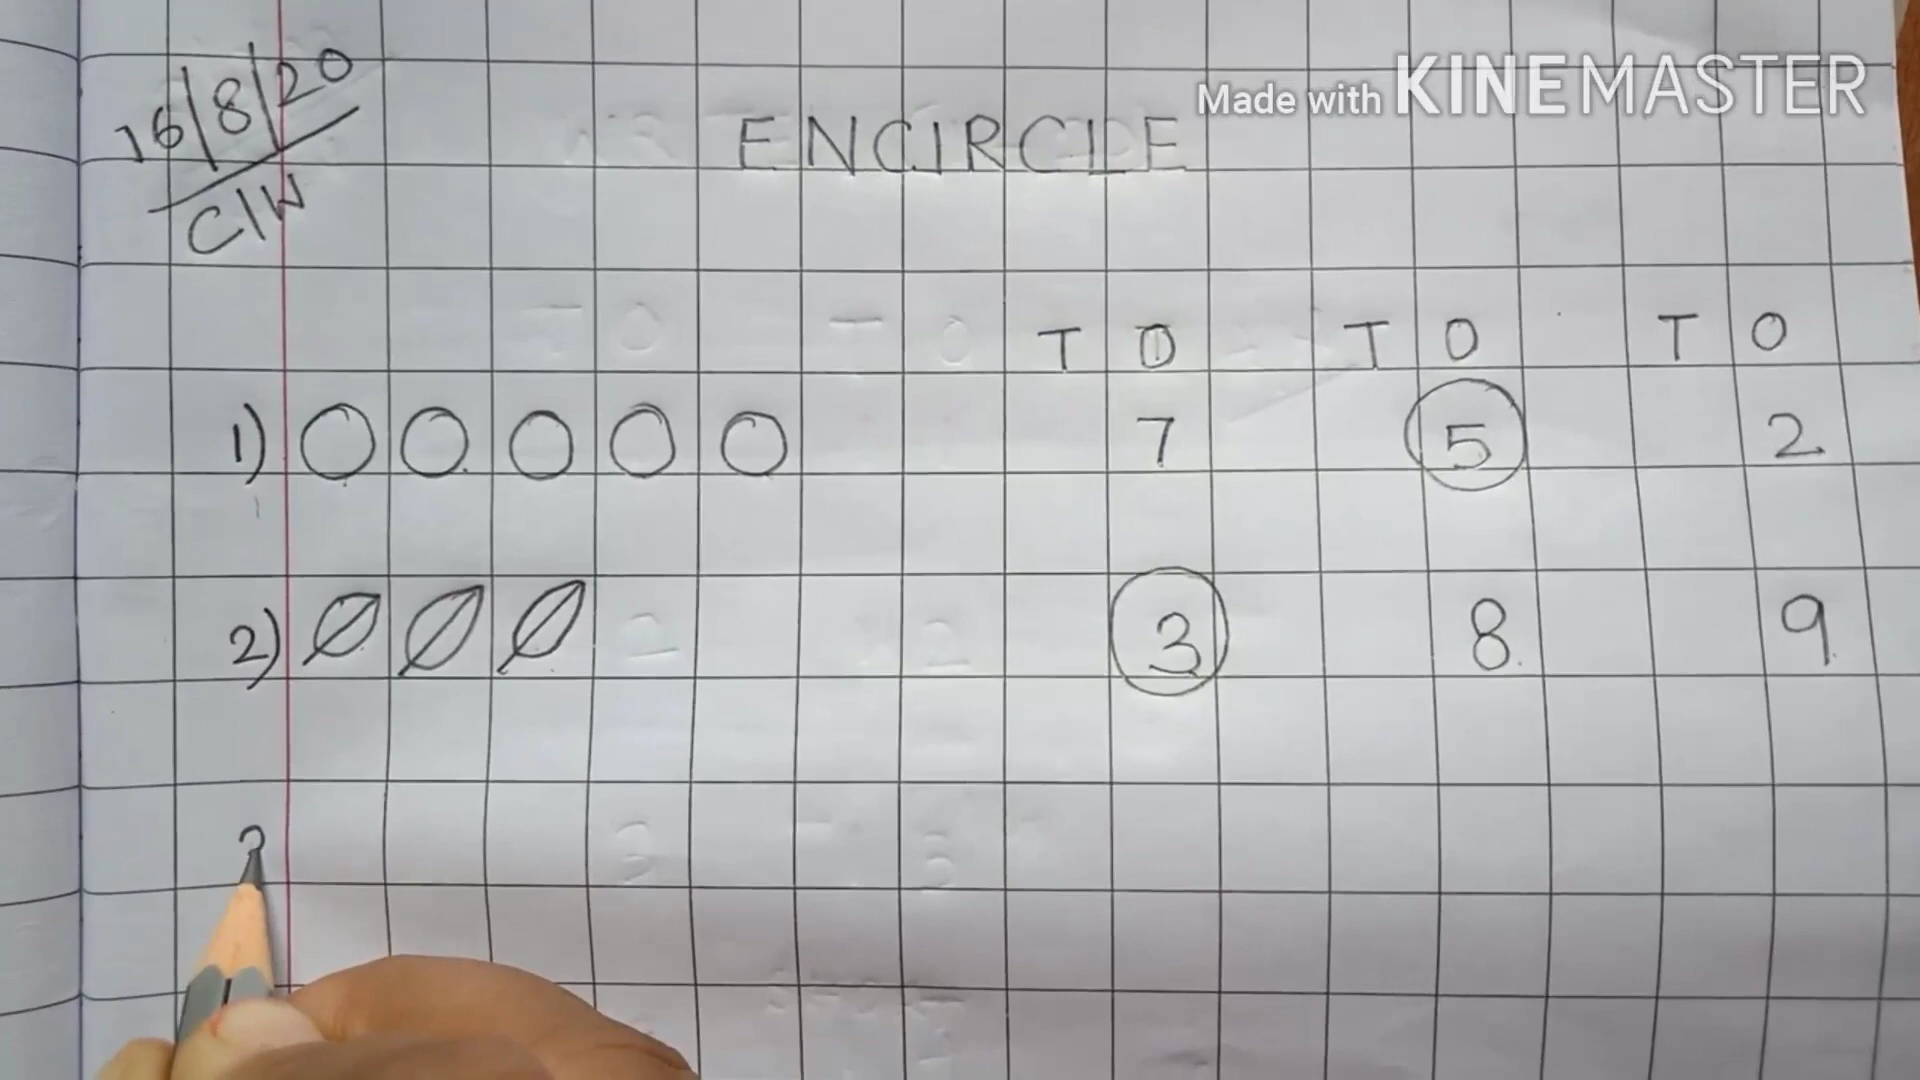 Made with KINEMASTER
16/8/20
C/W
ENCIRCLE
T O T O T O
1) 7 5 2
2) 3 8 9